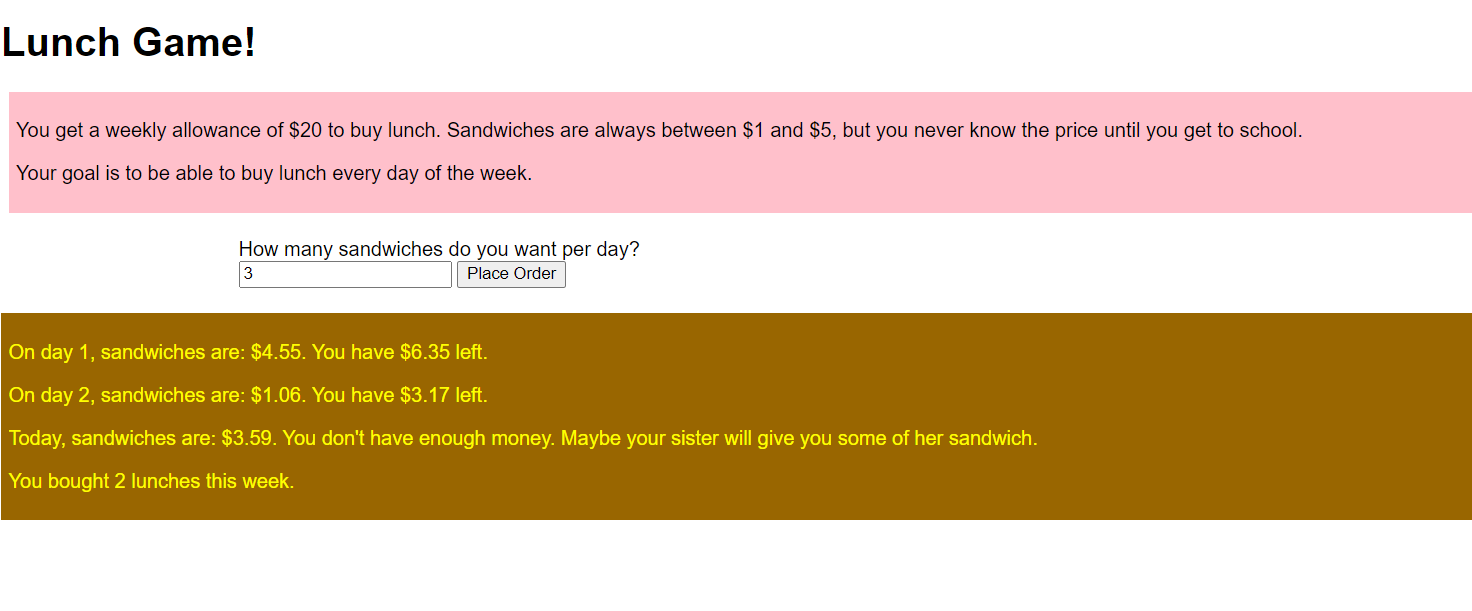 Lunch Game!
You get a weekly allowance of $20 to buy lunch. Sandwiches are always between $1 and $5, but you never know the price until you get to school.
Your goal is to be able to buy lunch every day of the week.
How many sandwiches do you want per day?
3 Place Order
On day 1, sandwiches are: $4.55. You have $6.35 left.
On day 2, sandwiches are: $1.06. You have $3.17 left.
Today, sandwiches are: $3.59. You don't have enough money. Maybe your sister will give you some of her sandwich.
You bought 2 lunches this week.